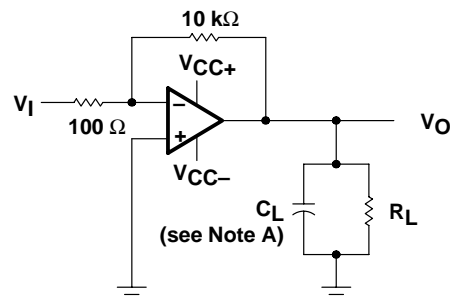 10 kΩ
VCC+
VI
−
100 Ω
+
VO
VCC−
CL
RL
(see Note A)